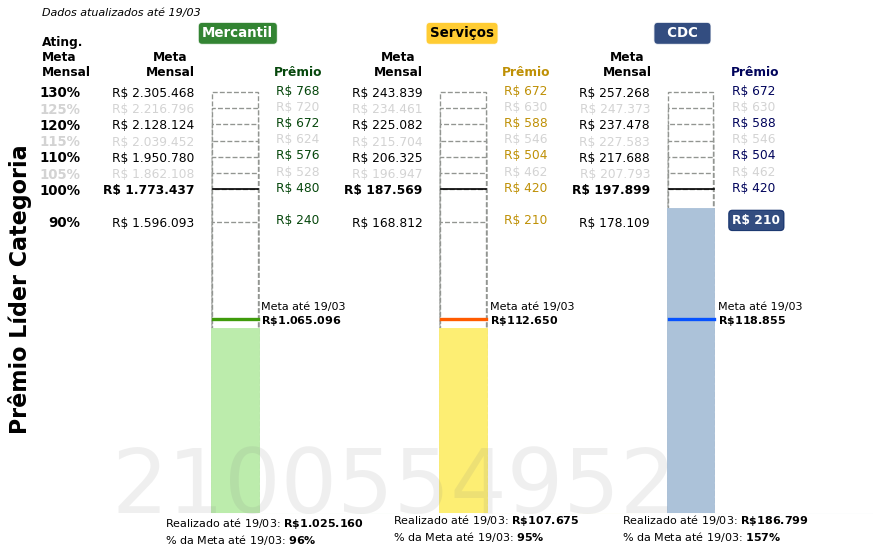 Dados atualizados até 19/03
Mercantil Serviços CDC
Ating. Meta Mensal
Meta Mensal Prêmio Meta Mensal Prêmio Meta Mensal Prêmio
130% R$ 2.305.468 R$ 768 R$ 243.839 R$ 672 R$ 257.268 R$ 672
125% R$ 2.216.796 R$ 720 R$ 234.461 R$ 630 R$ 247.373 R$ 630
120% R$ 2.128.124 R$ 672 R$ 225.082 R$ 588 R$ 237.478 R$ 588
115% R$ 2.039.452 R$ 624 R$ 215.704 R$ 546 R$ 227.583 R$ 546
110% R$ 1.950.780 R$ 576 R$ 206.325 R$ 504 R$ 217.688 R$ 504
105% R$ 1.862.108 R$ 528 R$ 196.947 R$ 462 R$ 207.793 R$ 462
100% R$ 1.773.437 R$ 480 R$ 187.569 R$ 420 R$ 197.899 R$ 420
90% R$ 1.596.093 R$ 240 R$ 168.812 R$ 210 R$ 178.109 R$ 210
Prêmio Líder Categoria
Meta até 19/03 Meta até 19/03 Meta até 19/03
R$1.065.096 R$112.650 R$118.855
2100554952
Realizado até 19/03: R$1.025.160 Realizado até 19/03: R$107.675 Realizado até 19/03: R$186.799
% da Meta até 19/03: 96% % da Meta até 19/03: 95% % da Meta até 19/03: 157%